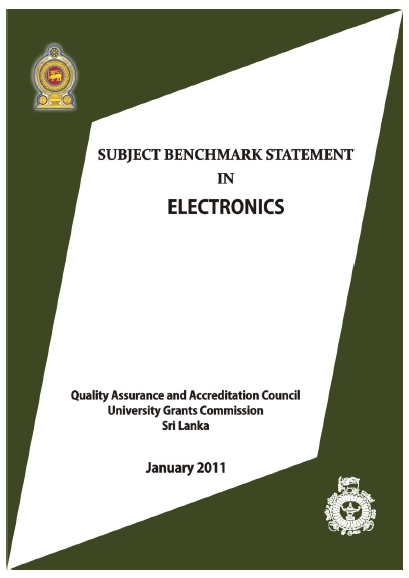 SUBJECT BENCHMARK STATEMENT
IN
ELECTRONICS
Quality Assurance and Accreditation Council
University Grants Commission
Sri Lanka
January 2011